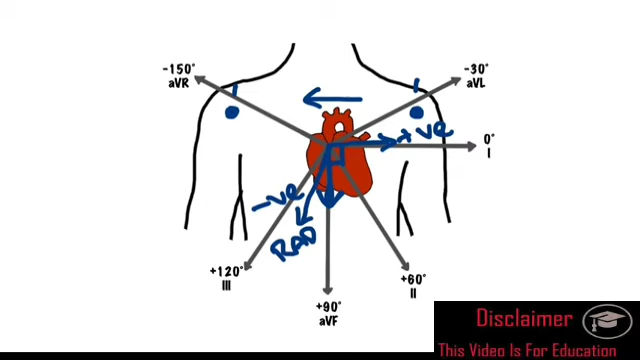 -150°
aVR
-30°
aVL
+ve
0°
I
-ve
RAD
+120°
III
+60°
II
+90°
aVF
Disclaimer
This Video Is For Education